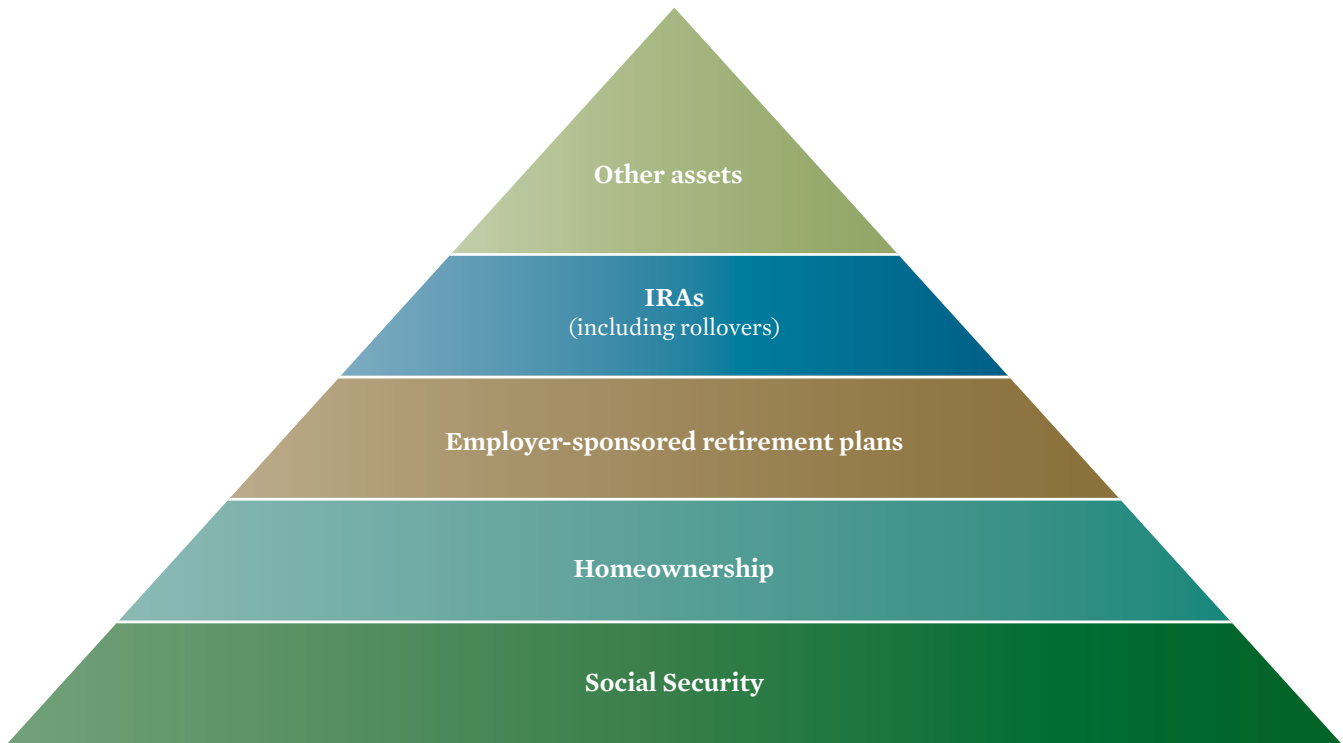 Other assets
IRAs
(including rollovers)
Employer-sponsored retirement plans
Homeownership
Social Security